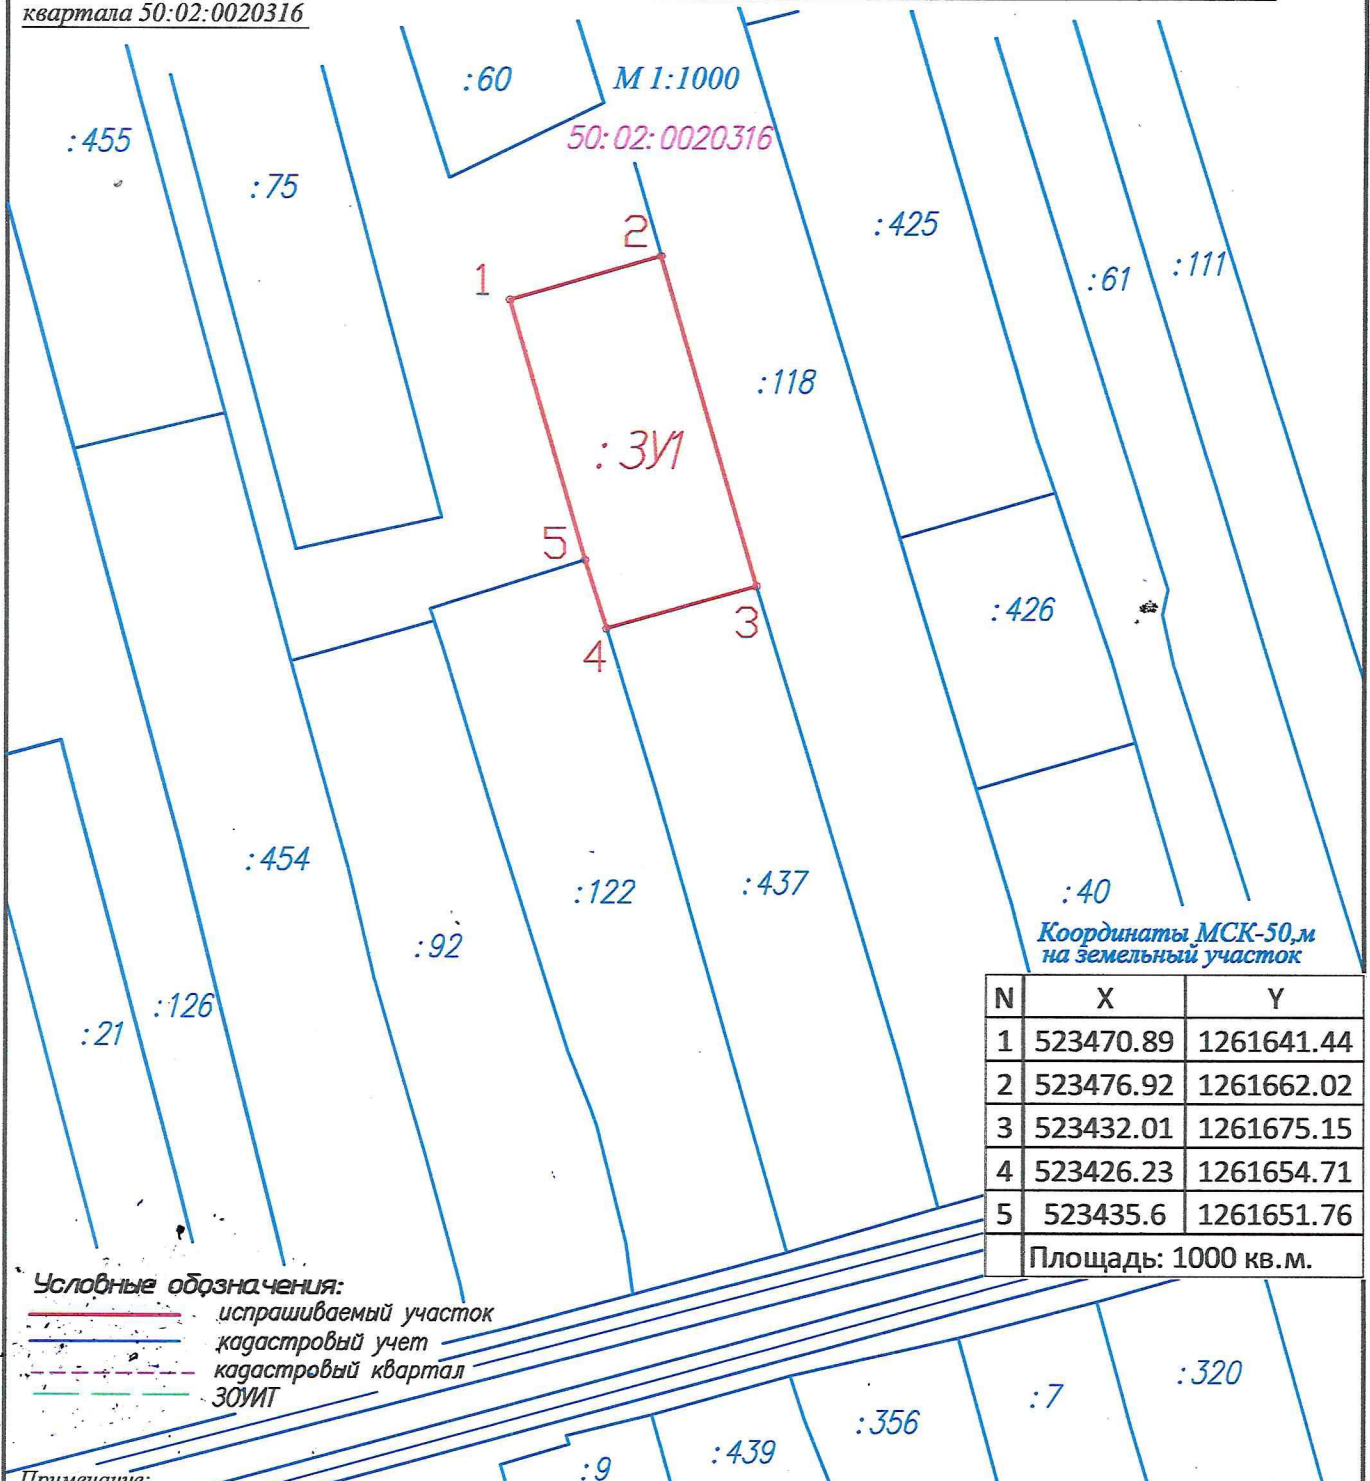 квартала 50:02:0020316
:60
М 1:1000
:455
50:02:0020316
:75
2
:425
1
:61
:111
:118
:ЗУ1
5
:426
3
4
:454
:122
:437
:40
:92
Координаты МСК-50,м
на земельный участок
N X Y
1 523470.89 1261641.44
2 523476.92 1261662.02
3 523432.01 1261675.15
4 523426.23 1261654.71
5 523435.6 1261651.76
Площадь: 1000 кв.м.
:126
:21
Условные обозначения:
испрашиваемый участок
кадастровый учет
кадастровый квартал
ЗОУИТ
:320
:7
:356
:439
:9
Примечание: